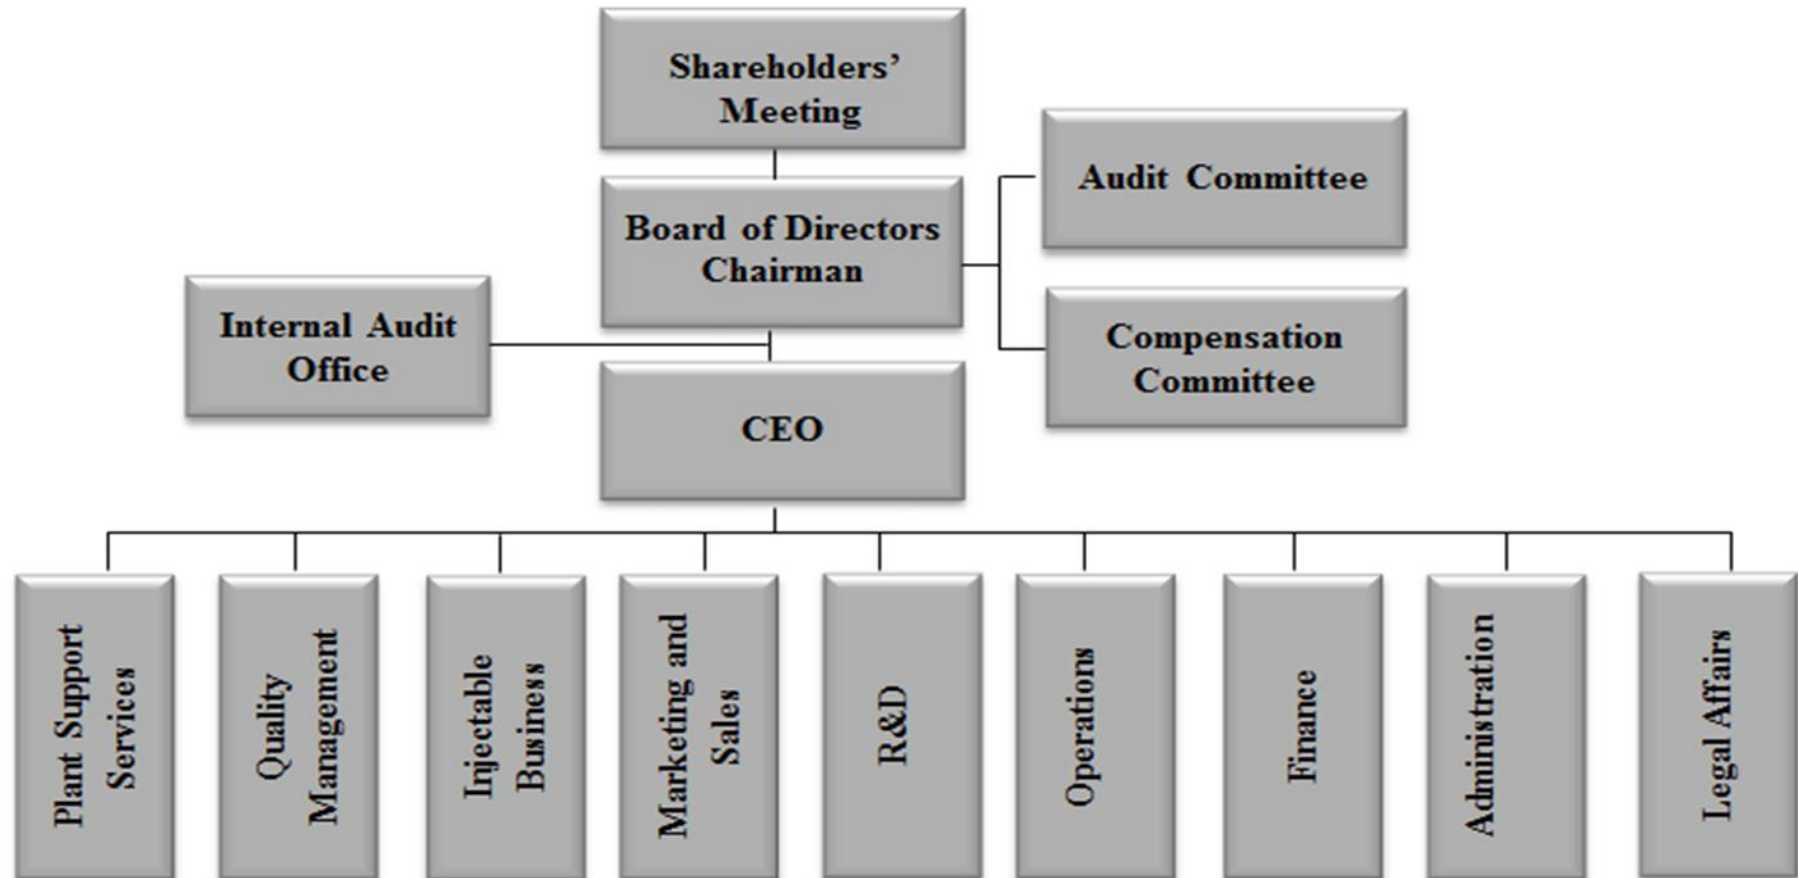 Shareholders’
Meeting
Audit Committee
Board of Directors
Chairman
Internal Audit
Office
Compensation
Committee
CEO
Plant Support
Services
Quality
Management
Injectable
Business
Marketing and
Sales
R&D
Operations
Finance
Administration
Legal Affairs